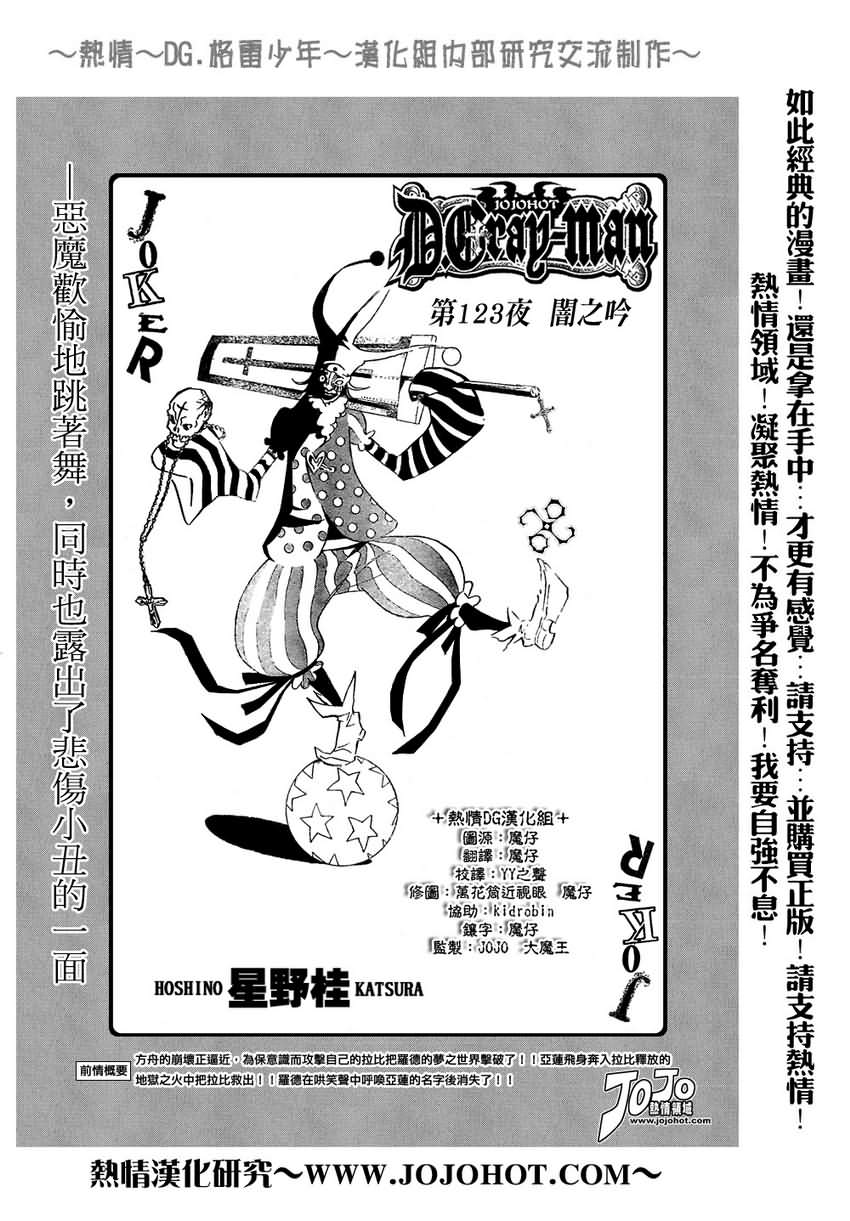 ～熱情～DG.格雷少年～漢化組內部研究交流制作～
如此經典的漫畫！還是拿在手中…才更有感覺…請支持…並購買正版！請支持熱情！
熱情領域！凝聚熱情！不為爭名奪利！我要自強不息！
JOKER
JOJOHOT
D.Gray-man
第123夜 闇之吟
—惡魔歡愉地跳著舞，同時也露出了悲傷小丑的一面
+熱情DG漢化組+
圖源：魔仔
翻譯：魔仔
校譯：YY之聲
修圖：萬花筒近視眼 魔仔
協助：kidrobin
鑲字：魔仔
監製：JOJO 大魔王
JOKER
HOSHINO 星野桂 KATSURA
前情概要
方舟的崩壞正逼近，為保意識而攻擊自己的拉比把羅德的夢之世界擊破了！！亞蓮飛身奔入拉比釋放的
地獄之火中把拉比救出！！羅德在哄笑聲中呼喚亞蓮的名字後消失了！！
JOJO
熱情領域
www.jojohot.com
熱情漢化研究～WWW.JOJOHOT.COM～